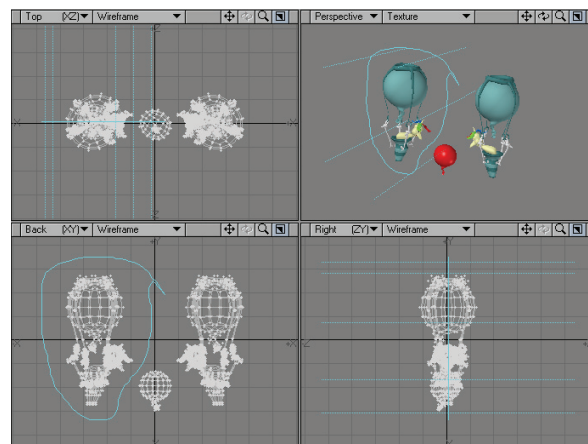 Top (XZ) Wireframe
Perspective Texture
Back (XY) Wireframe
Right (ZY) Wireframe